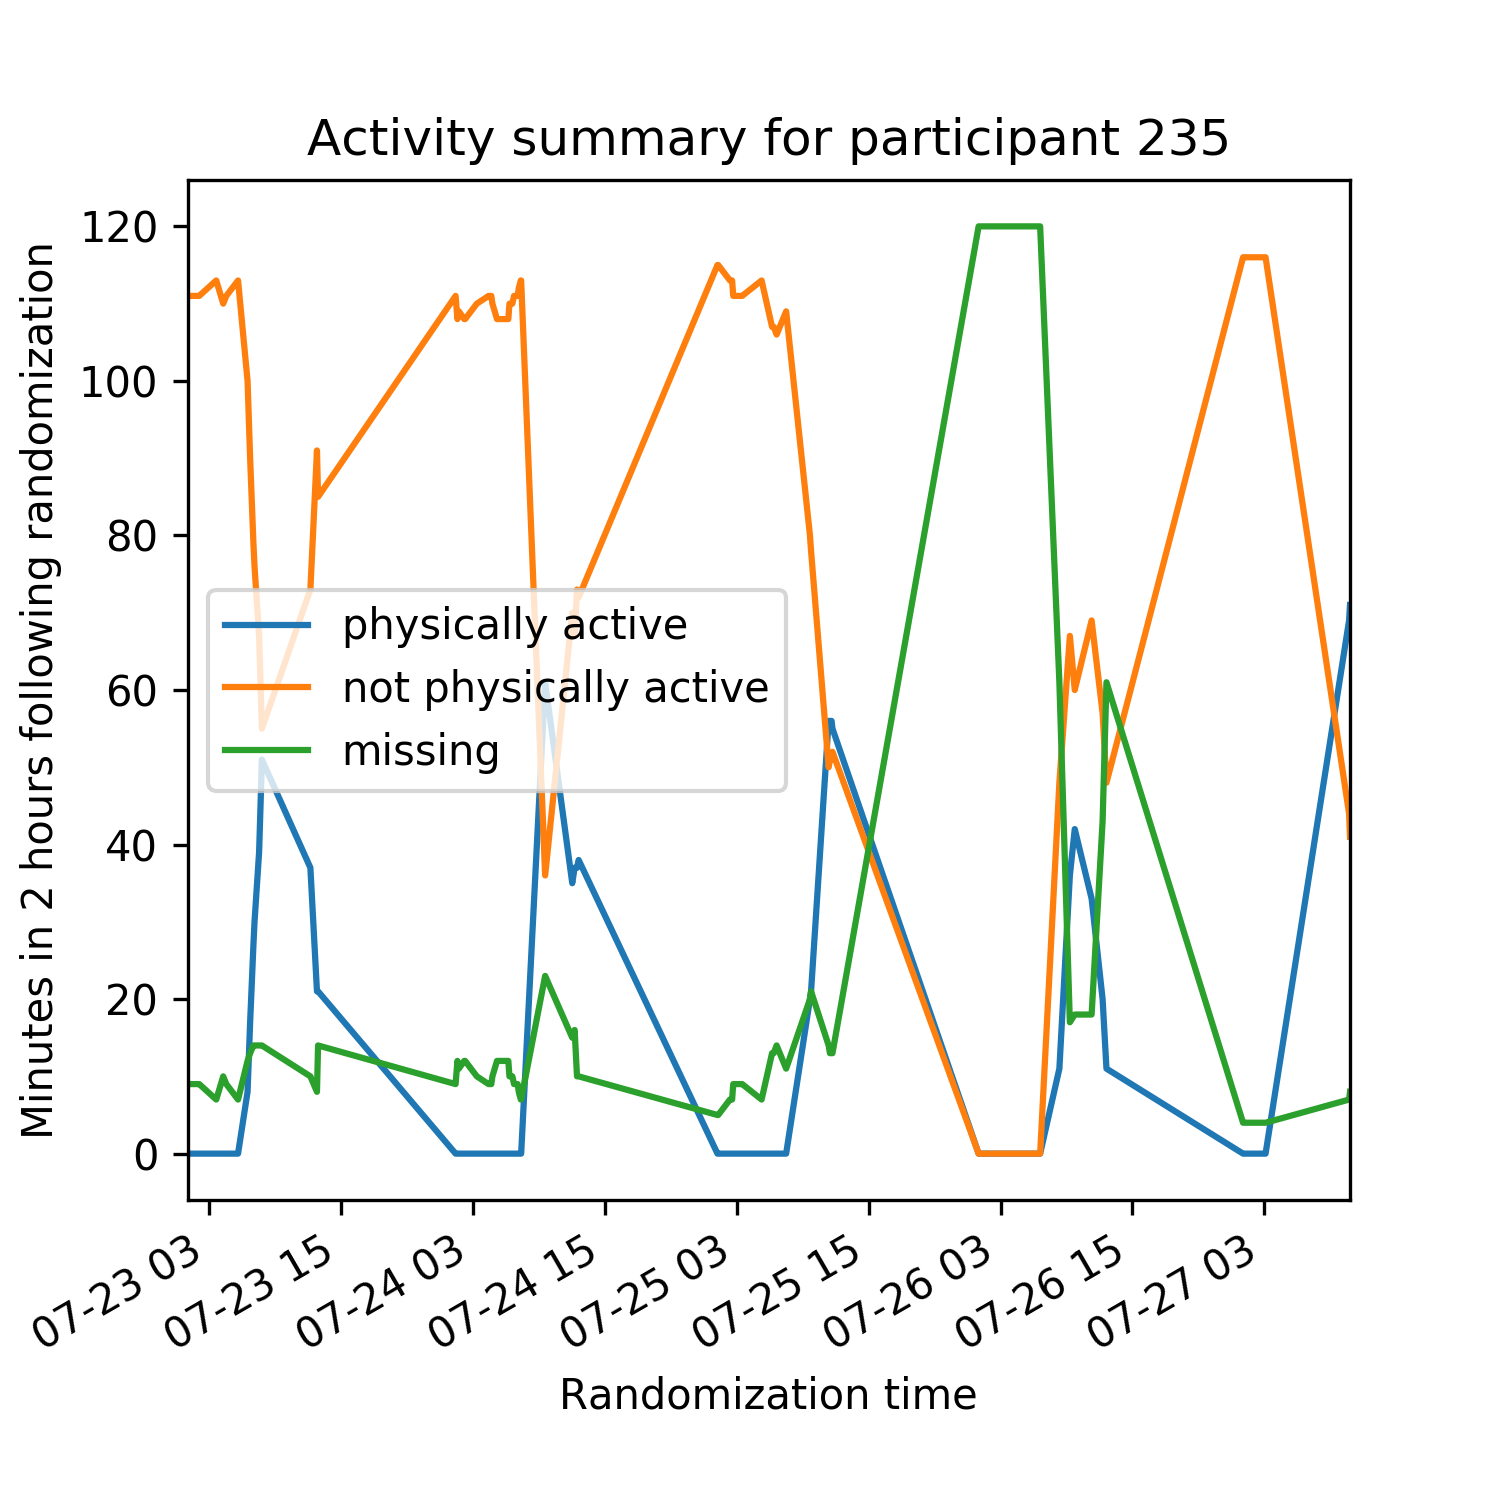 Activity summary for participant 235
Minutes in 2 hours following randomization
120
100
80
60
40
20
0
physically active
not physically active
missing
07-23 03
07-23 15
07-24 03
07-24 15
07-25 03
07-25 15
07-26 03
07-26 15
07-27 03
Randomization time